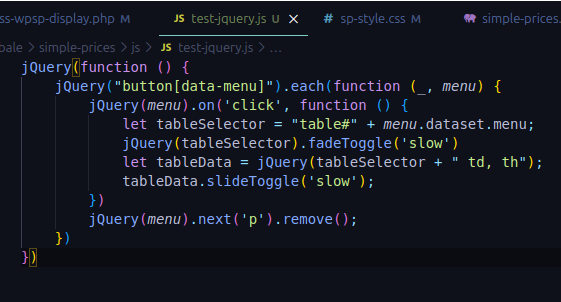 ss-wpsp-display.php M test-jquery.js U × # sp-style.css M simple-prices.
bale > simple-prices > js > JS test-jquery.js > ...
jQuery(function () {
jQuery("button[data-menu]").each(function (_, menu) {
jQuery(menu).on('click', function () {
let tableSelector = "table#" + menu.dataset.menu;
jQuery(tableSelector).fadeToggle('slow')
let tableData = jQuery(tableSelector + " td, th");
tableData.slideToggle('slow');
})
jQuery(menu).next('p').remove();
})
})